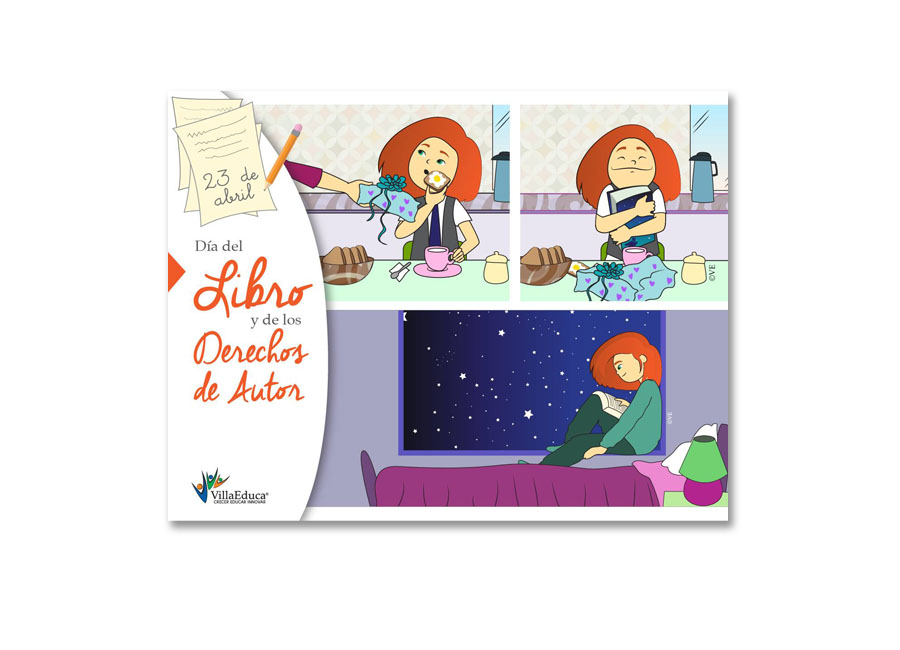 23 de
abril
Día del
Libro
y de los
Derechos
de Autor
VillaEduca®
CRECER EDUCAR INNOVAR
©VE
©VE